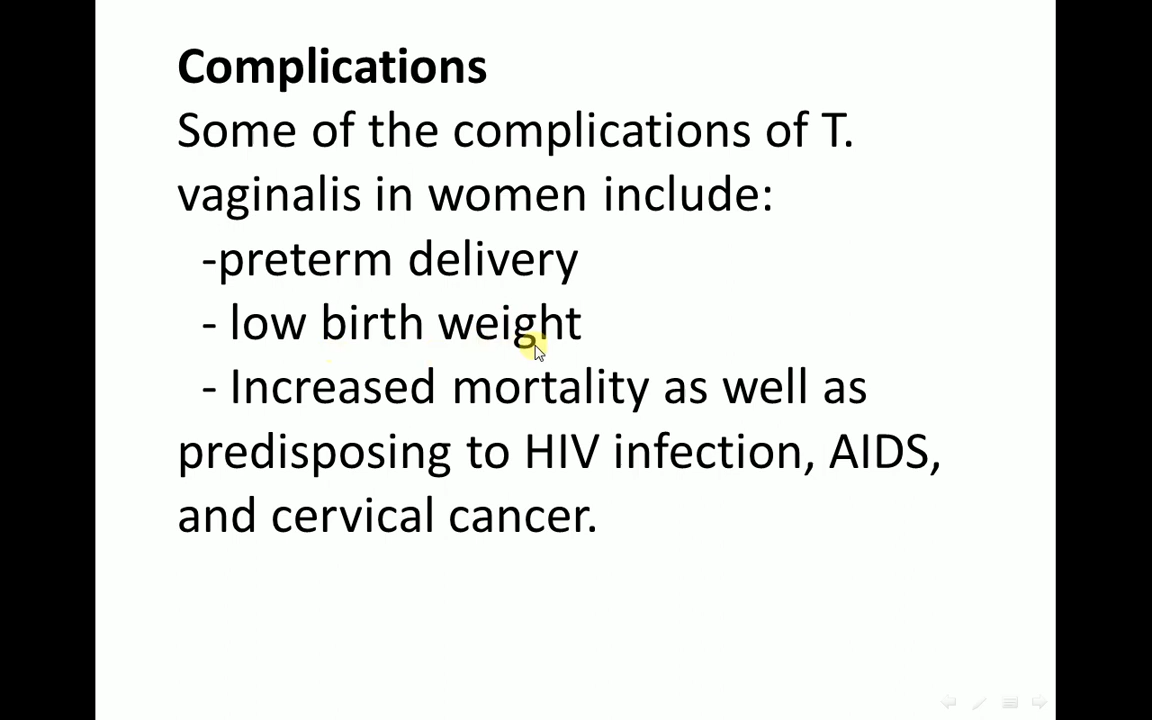 Complications
Some of the complications of T.
vaginalis in women include:
-preterm delivery
- low birth weight
- Increased mortality as well as
predisposing to HIV infection, AIDS,
and cervical cancer.